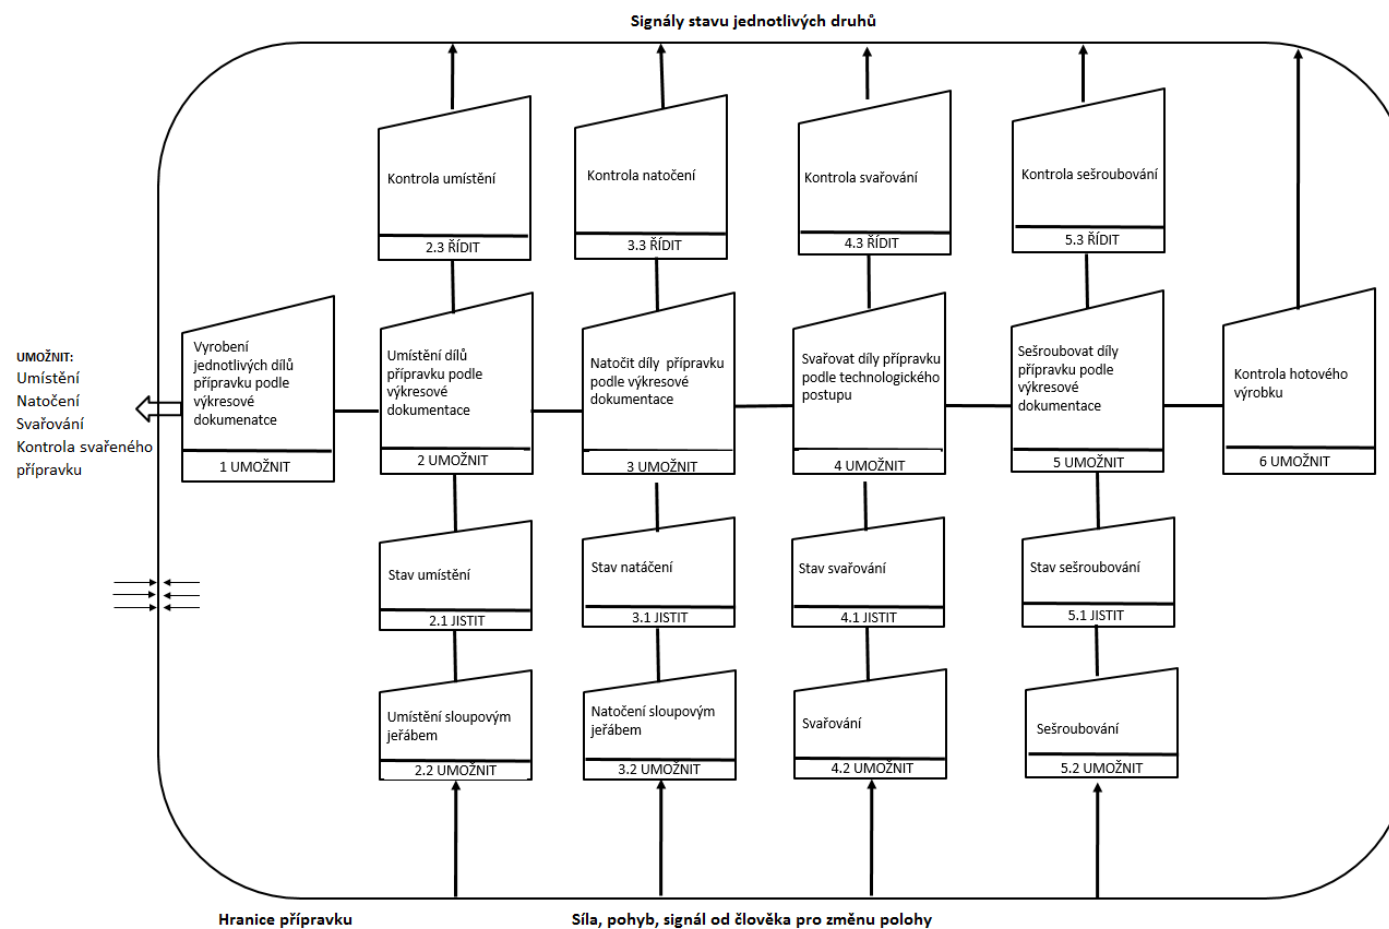 Signály stavu jednotlivých druhů
Kontrola umístění
2.3 ŘÍDIT
Kontrola natočení
3.3 ŘÍDIT
Kontrola svařování
4.3 ŘÍDIT
Kontrola sešroubování
5.3 ŘÍDIT
UMOŽNIT:
Umístění
Natočení
Svařování
Kontrola svařeného
přípravku
Vyrobení
jednotlivých dílů
přípravku podle
výkresové
dokumenatce
1 UMOŽNIT
Umístění dílů
přípravku podle
výkresové
dokumentace
2 UMOŽNIT
Natočit díly přípravku
podle výkresové
dokumentace
3 UMOŽNIT
Svařovat díly přípravku
podle technologického
postupu
4 UMOŽNIT
Sešroubovat díly
přípravku podle
výkresové
dokumentace
5 UMOŽNIT
Kontrola hotového
výrobku
6 UMOŽNIT
Stav umístění
2.1 JISTIT
Stav natáčení
3.1 JISTIT
Stav svařování
4.1 JISTIT
Stav sešroubování
5.1 JISTIT
Umístění sloupovým
jeřábem
2.2 UMOŽNIT
Natočení sloupovým
jeřábem
3.2 UMOŽNIT
Svařování
4.2 UMOŽNIT
Sešroubování
5.2 UMOŽNIT
Hranice přípravku
Síla, pohyb, signál od člověka pro změnu polohy